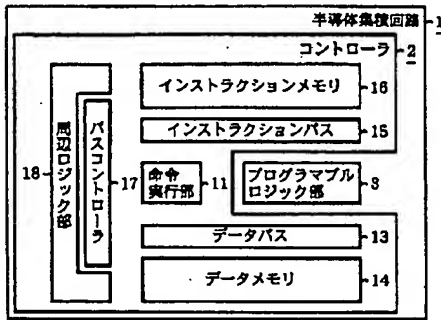 半導体集積回路 1
コントローラ 2
インストラクションメモリ 16
インストラクションバス 15
周辺ロジック部
バスコントローラ
18
17
命令
実行部
11
プログラマブル
ロジック部
3
データバス 13
データメモリ 14